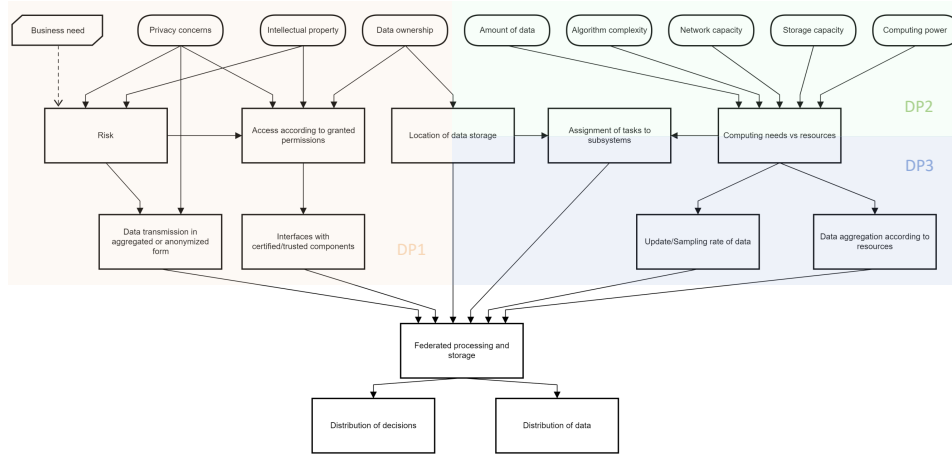 Business need
Privacy concerns
Intellectual property
Data ownership
Amount of data
Algorithm complexity
Network capacity
Storage capacity
Computing power
DP2
Risk
Access according to granted
permissions
Location of data storage
Assignment of tasks to
subsystems
Computing needs vs resources
DP3
Data transmission in
aggregated or anonymized
form
Interfaces with
certified/trusted components
DP1
Update/Sampling rate of data
Data aggregation according to
resources
Federated processing and
storage
Distribution of decisions
Distribution of data